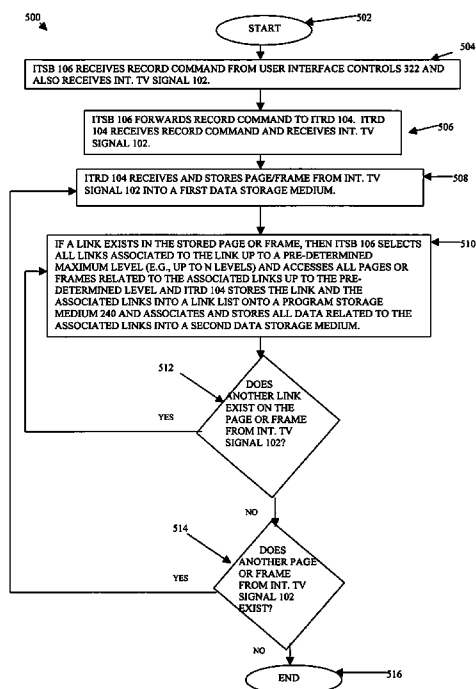 500
START
502
504
ITSB 106 RECEIVES RECORD COMMAND FROM USER INTERFACE CONTROLS 322 AND
ALSO RECEIVES INT. TV SIGNAL 102.
ITSB 106 FORWARDS RECORD COMMAND TO ITRD 104. ITRD
104 RECEIVES RECORD COMMAND AND RECEIVES INT. TV
SIGNAL 102.
506
ITRD 104 RECEIVES AND STORES PAGE/FRAME FROM INT. TV
SIGNAL 102 INTO A FIRST DATA STORAGE MEDIUM.
508
510
IF A LINK EXISTS IN THE STORED PAGE OR FRAME, THEN ITSB 106 SELECTS
ALL LINKS ASSOCIATED TO THE LINK UP TO A PRE-DETERMINED
MAXIMUM LEVEL (E.G., UP TO N LEVELS) AND ACCESSES ALL PAGES OR
FRAMES RELATED TO THE ASSOCIATED LINKS UP TO THE PRE-
DETERMINED LEVEL AND ITRD 104 STORES THE LINK AND THE
ASSOCIATED LINKS INTO A LINK LIST ONTO A PROGRAM STORAGE
MEDIUM 240 AND ASSOCIATES AND STORES ALL DATA RELATED TO THE
ASSOCIATED LINKS INTO A SECOND DATA STORAGE MEDIUM.
512
DOES
ANOTHER LINK
EXIST ON THE
PAGE OR FRAME
FROM INT. TV
SIGNAL 102?
YES
NO
514
DOES
ANOTHER PAGE
OR FRAME
FROM INT. TV
SIGNAL 102
EXIST?
YES
NO
END
516